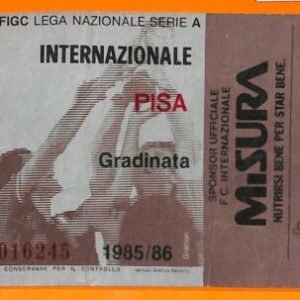 FIGC LEGA NAZIONALE SERIE A
INTERNAZIONALE
PISA
Gradinata
016245
1985/86
CONSERVARE PER IL CONTROLLO
SPONSOR UFFICIALE
F.C. INTERNAZIONALE
MISURA
NUTRIRSI BENE PER STAR BENE.